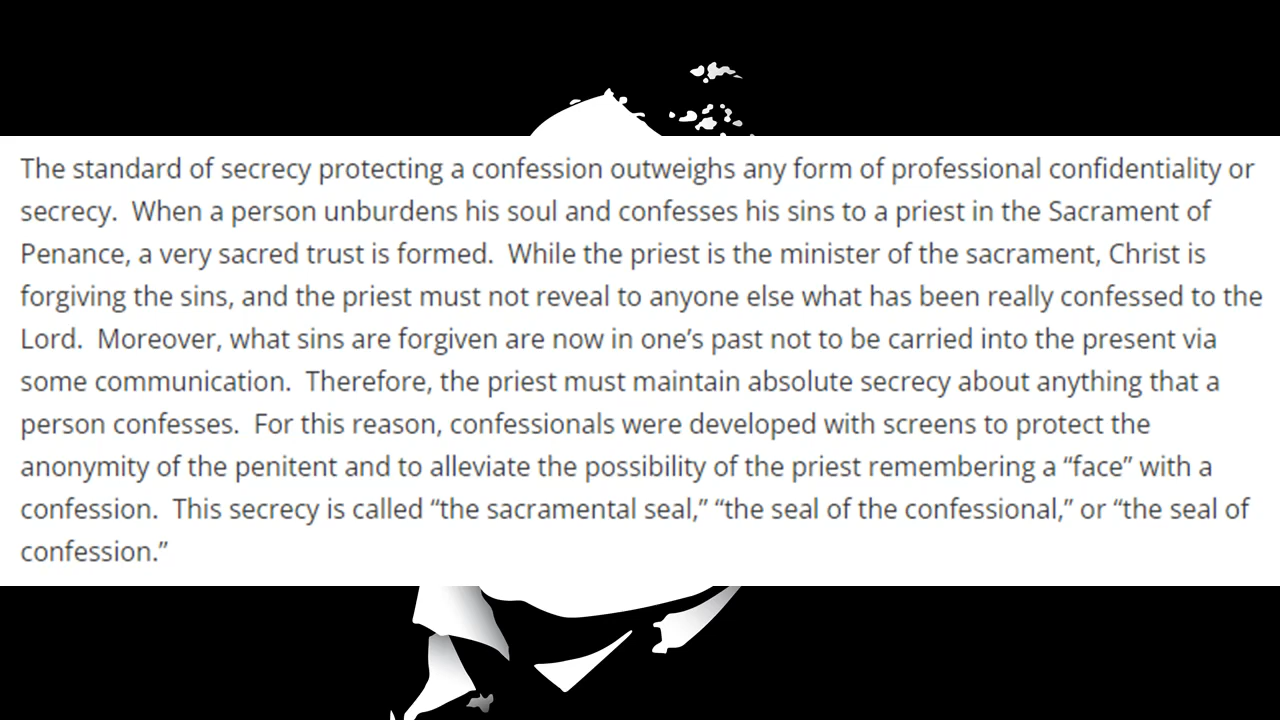 The standard of secrecy protecting a confession outweighs any form of professional confidentiality or
secrecy.  When a person unburdens his soul and confesses his sins to a priest in the Sacrament of
Penance, a very sacred trust is formed.  While the priest is the minister of the sacrament, Christ is
forgiving the sins, and the priest must not reveal to anyone else what has been really confessed to the
Lord.  Moreover, what sins are forgiven are now in one’s past not to be carried into the present via
some communication.  Therefore, the priest must maintain absolute secrecy about anything that a
person confesses.  For this reason, confessionals were developed with screens to protect the
anonymity of the penitent and to alleviate the possibility of the priest remembering a “face” with a
confession.  This secrecy is called “the sacramental seal,” “the seal of the confessional,” or “the seal of
confession.”